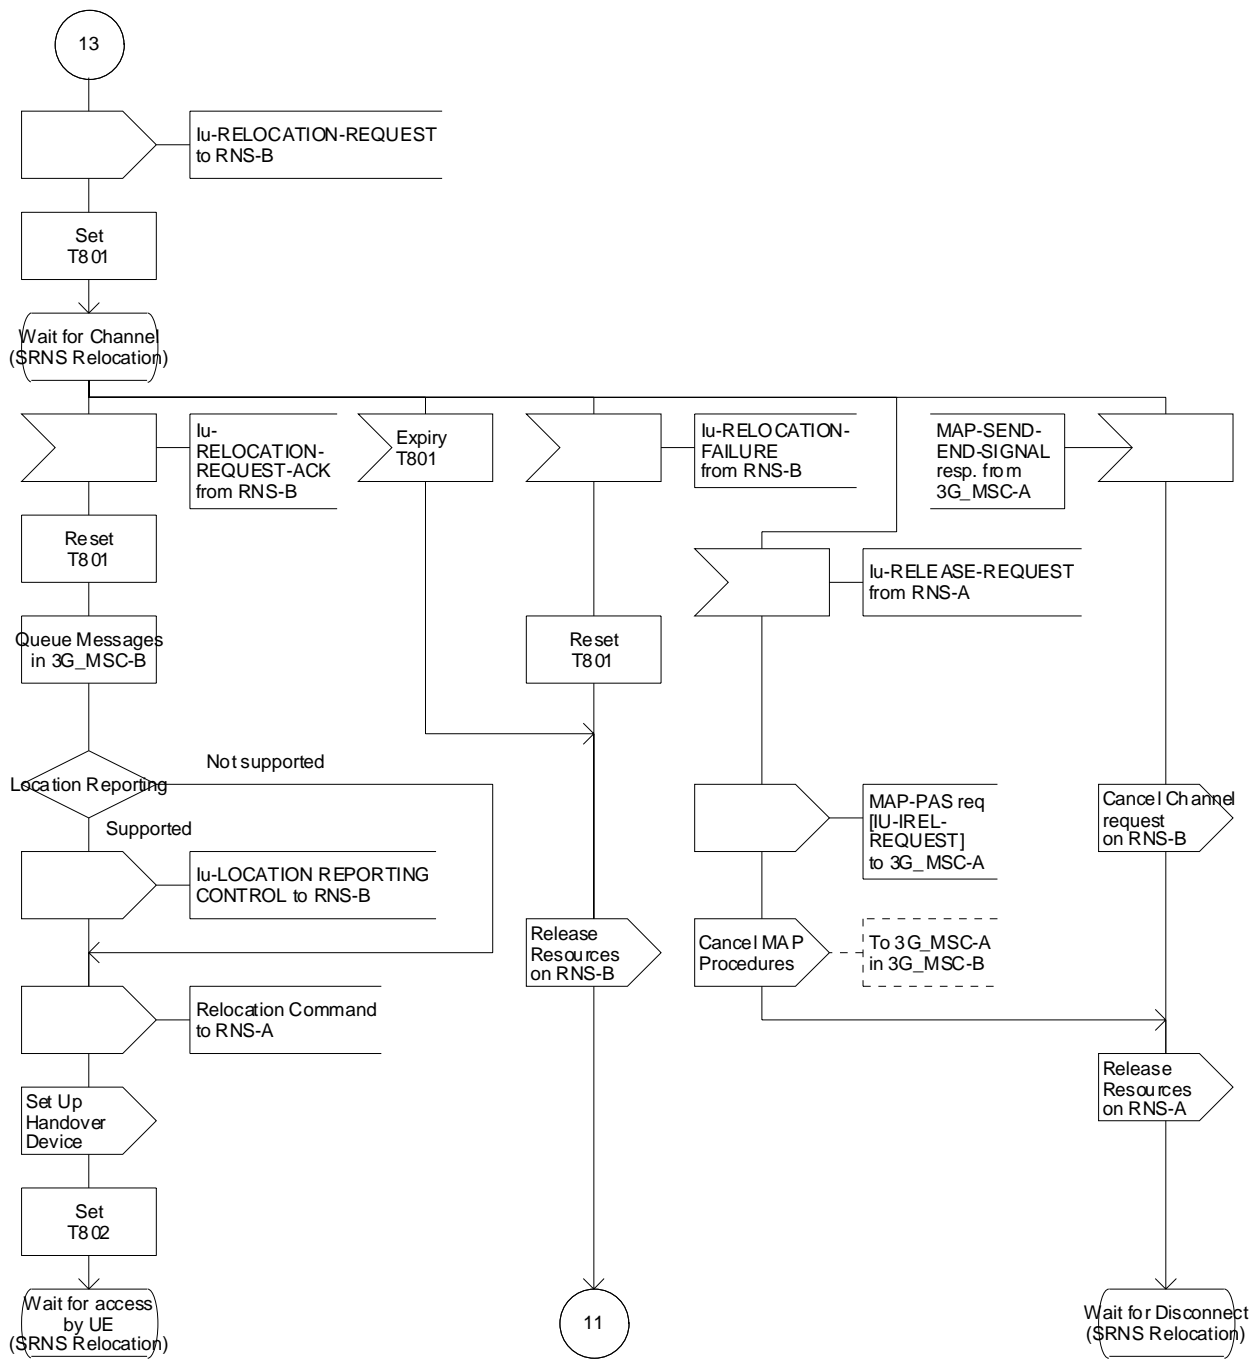 13
Iu-RELOCATION-REQUEST
to RNS-B
Set
T801
Wait for Channel
(SRNS Relocation)
Iu-
RELOCATION-
REQUEST-ACK
from RNS-B
Expiry
T801
Iu-RELOCATION-
FAILURE
from RNS-B
MAP-SEND-
END-SIGNAL
resp. from
3G_MSC-A
Reset
T801
Iu-RELEASE-REQUEST
from RNS-A
Queue Messages
in 3G_MSC-B
Reset
T801
Location Reporting
Not supported
Supported
MAP-PAS req
[IU-IREL-
REQUEST]
to 3G_MSC-A
Cancel Channel
request
on RNS-B
Iu-LOCATION REPORTING
CONTROL to RNS-B
Release
Resources
on RNS-B
Cancel MAP
Procedures
To 3G_MSC-A
in 3G_MSC-B
Relocation Command
to RNS-A
Release
Resources
on RNS-A
Set Up
Handover
Device
Set
T802
Wait for access
by UE
(SRNS Relocation)
11
Wait for Disconnect
(SRNS Relocation)